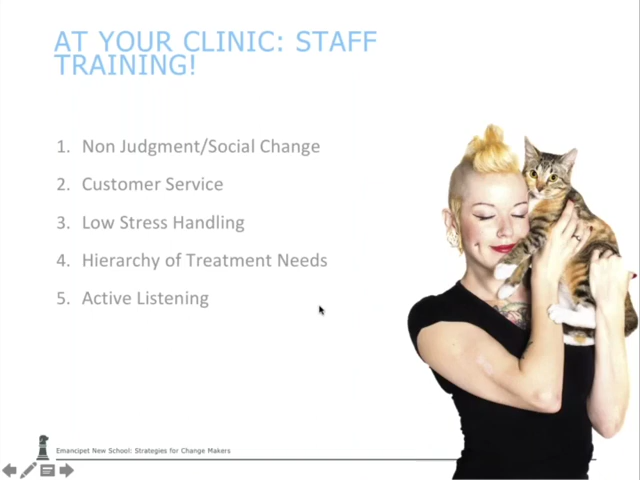 AT YOUR CLINIC: STAFF
TRAINING!
1. Non Judgment/Social Change
2. Customer Service
3. Low Stress Handling
4. Hierarchy of Treatment Needs
5. Active Listening
Emancipet New School: Strategies for Change Makers